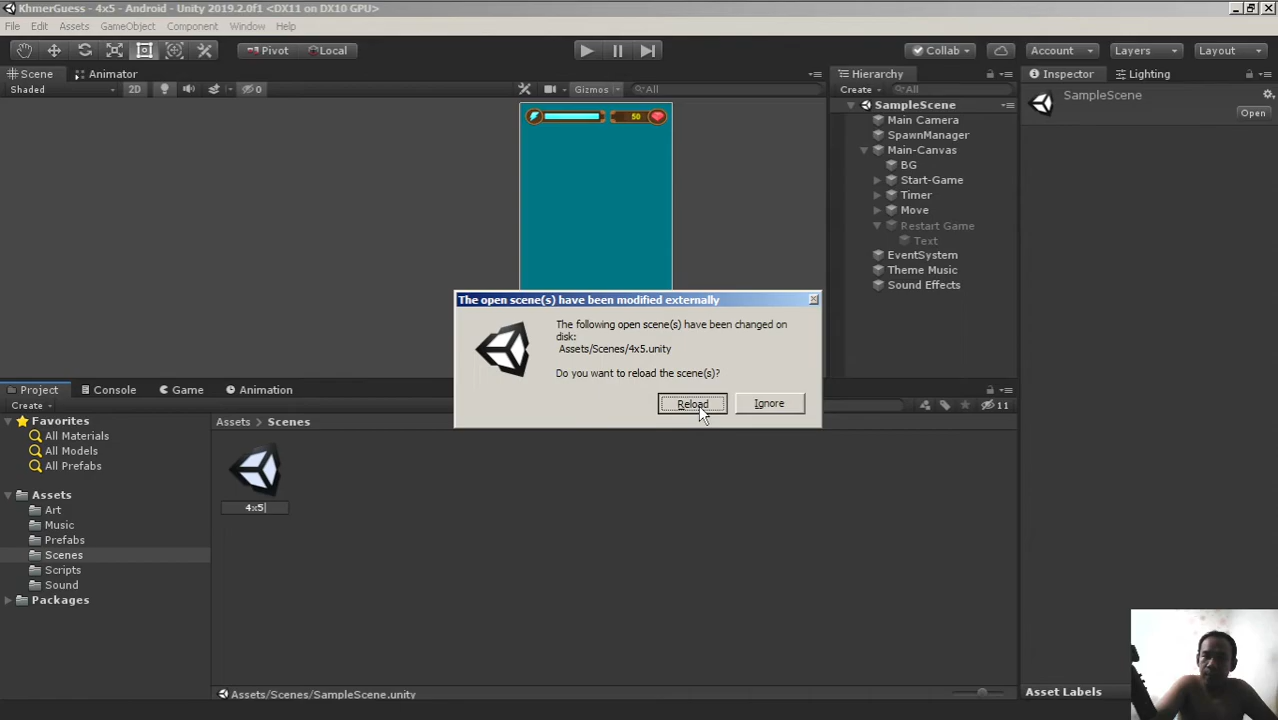 KhmerGuess - 4x5 - Android - Unity 2019.2.0f1 <DX11 on DX10 GPU>
File Edit Assets GameObject Component Window Help
Pivot Local Collab Account Layers Layout
Scene Animator Hierarchy Inspector Lighting
Shaded 2D 0 Gizmos All Create All
SampleScene
Open
50
SampleScene
Main Camera
SpawnManager
Main-Canvas
BG
Start-Game
Timer
Move
Restart Game
Text
EventSystem
Theme Music
Sound Effects
The open scene(s) have been modified externally
The following open scene(s) have been changed on
disk:
Assets/Scenes/4x5.unity
Do you want to reload the scene(s)?
Reload Ignore
Project Console Game Animation
Create 11
Favorites
All Materials
All Models
All Prefabs
Assets
Art
Music
Prefabs
Scenes
Scripts
Sound
Packages
Assets Scenes
4x5
Assets/Scenes/SampleScene.unity
Asset Labels